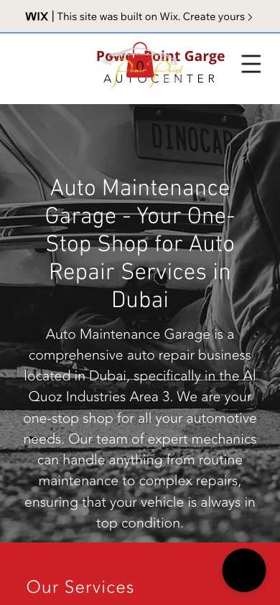 WIX | This site was built on Wix. Create yours >
Power Point Garge
AUTOCENTER
0
DINOCAP
Auto Maintenance
Garage - Your One-
Stop Shop for Auto
Repair Services in
Dubai
Auto Maintenance Garage is a
comprehensive auto repair business
located in Dubai, specifically in the Al
Quoz Industries Area 3. We are your
one-stop shop for all your automotive
needs. Our team of expert mechanics
can handle anything from routine
maintenance to complex repairs,
ensuring that your vehicle is always in
top condition.
Our Services